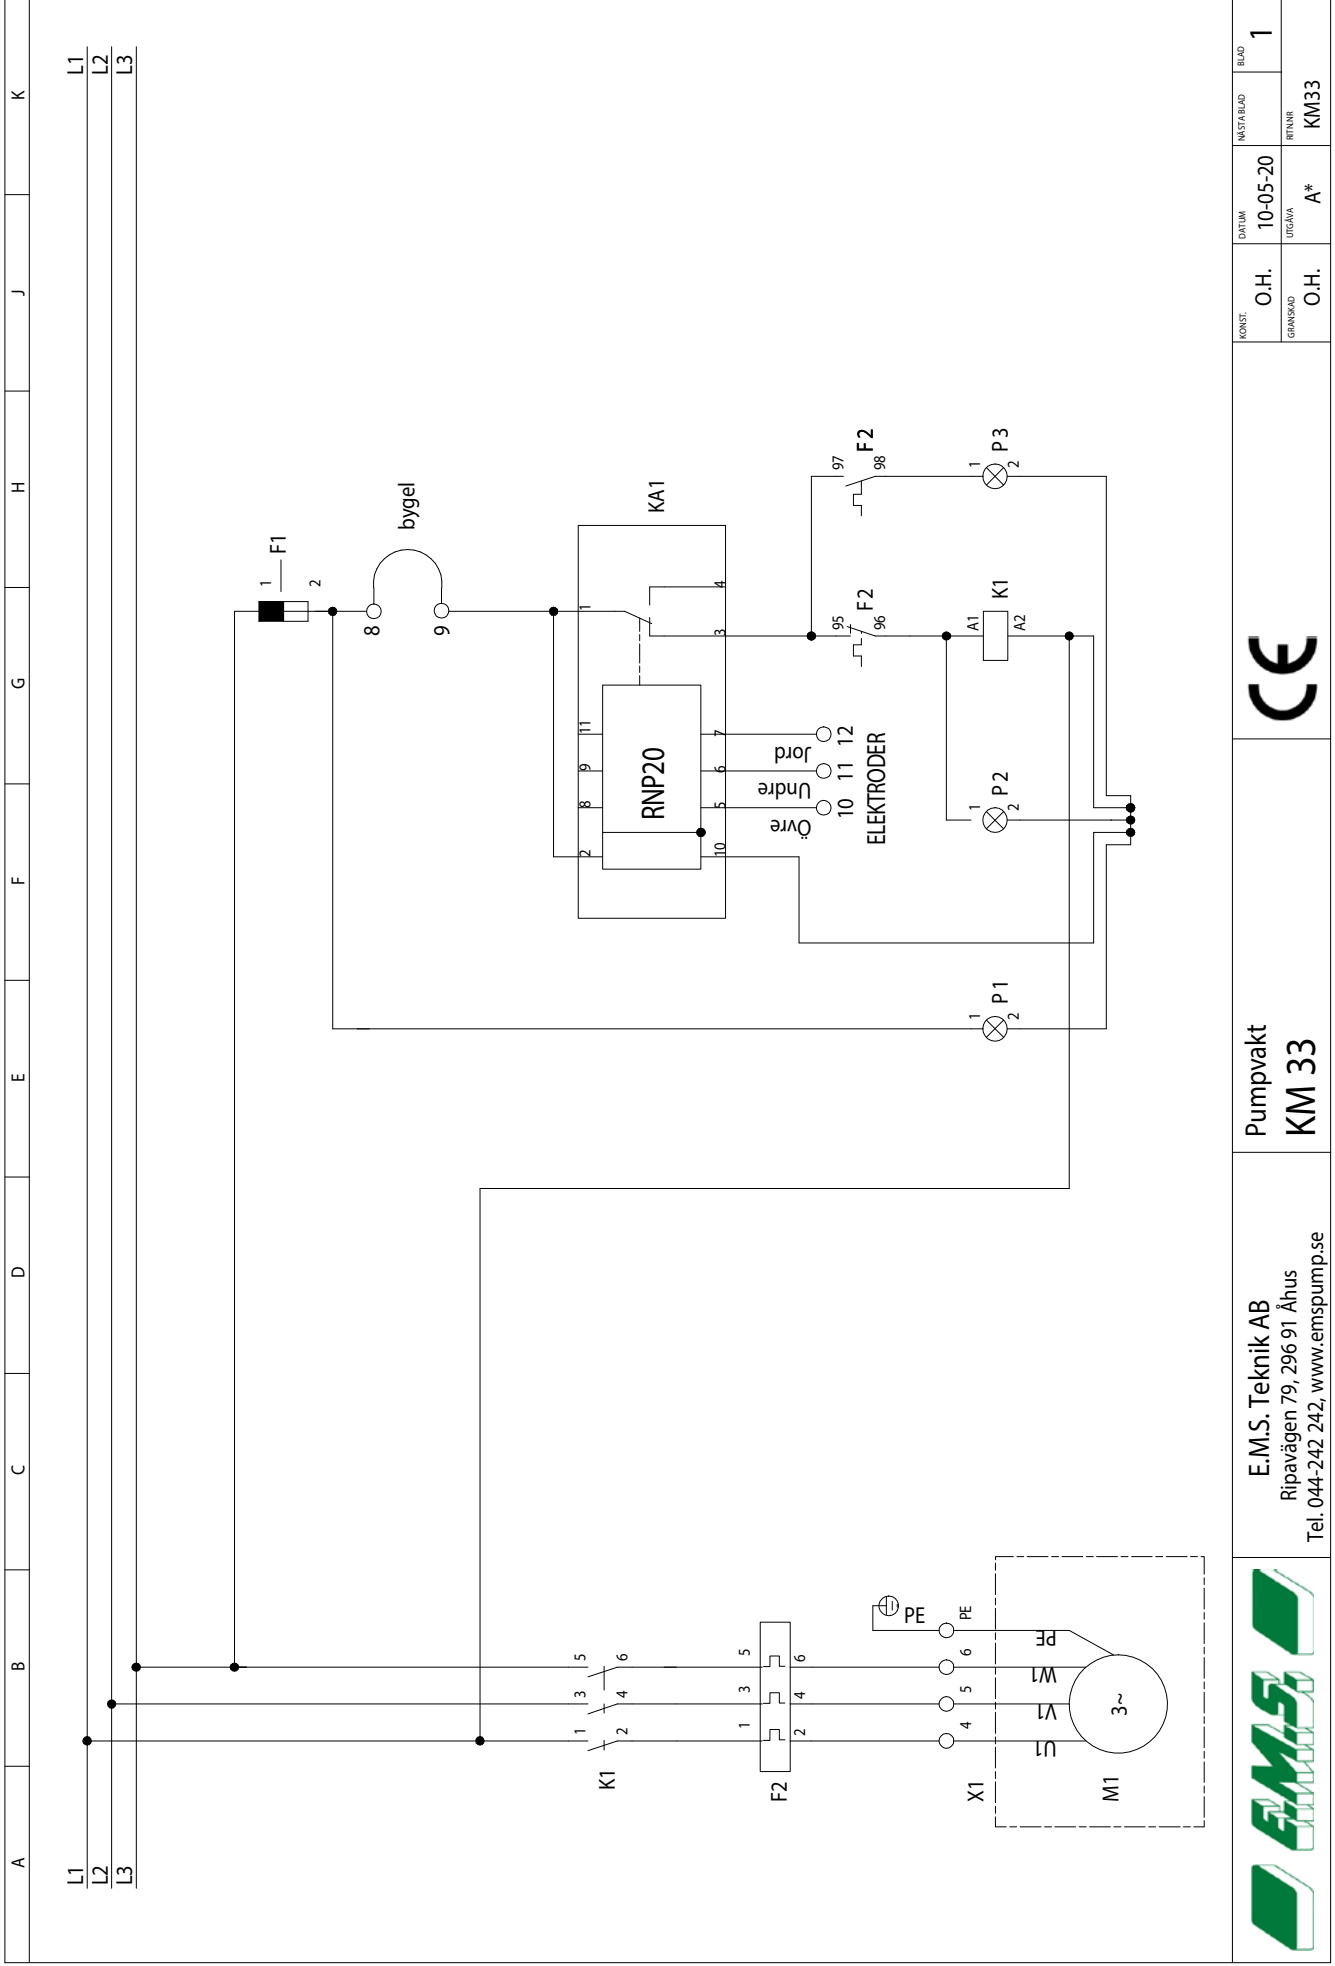 A B C D E F G H J K
L1 L1
L2 L2
L3 L3
1
F1
2
8
bygel
9
K1
1 2
3 4
5 6
F2
1 2
3 4
5 6
KA1
RNP20
2 8 9 11 1
10 5 6 7 3 4
Övre Undre Jord
10 11 12
ELEKTRODER
95 F2
96
97 F2
98
1 P1
2
1 P2
2
A1 K1
A2
1 P3
2
PE
4 5 6 PE
X1
U1 V1 W1 PE
M1
3~
EMS
E.M.S. Teknik AB
Ripavägen 79, 296 91 Åhus
Tel. 044-242 242, www.emspump.se
Pumpvakt
KM 33
CE
KONST. DATUM NÄSTA BLAD BLAD
O.H. 10-05-20 1
GRANSKAD UTGÅVA RITN.NR
O.H. A* KM33